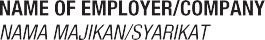 NAME OF EMPLOYER/COMPANY
NAMA MAJIKAN/SYARIKAT